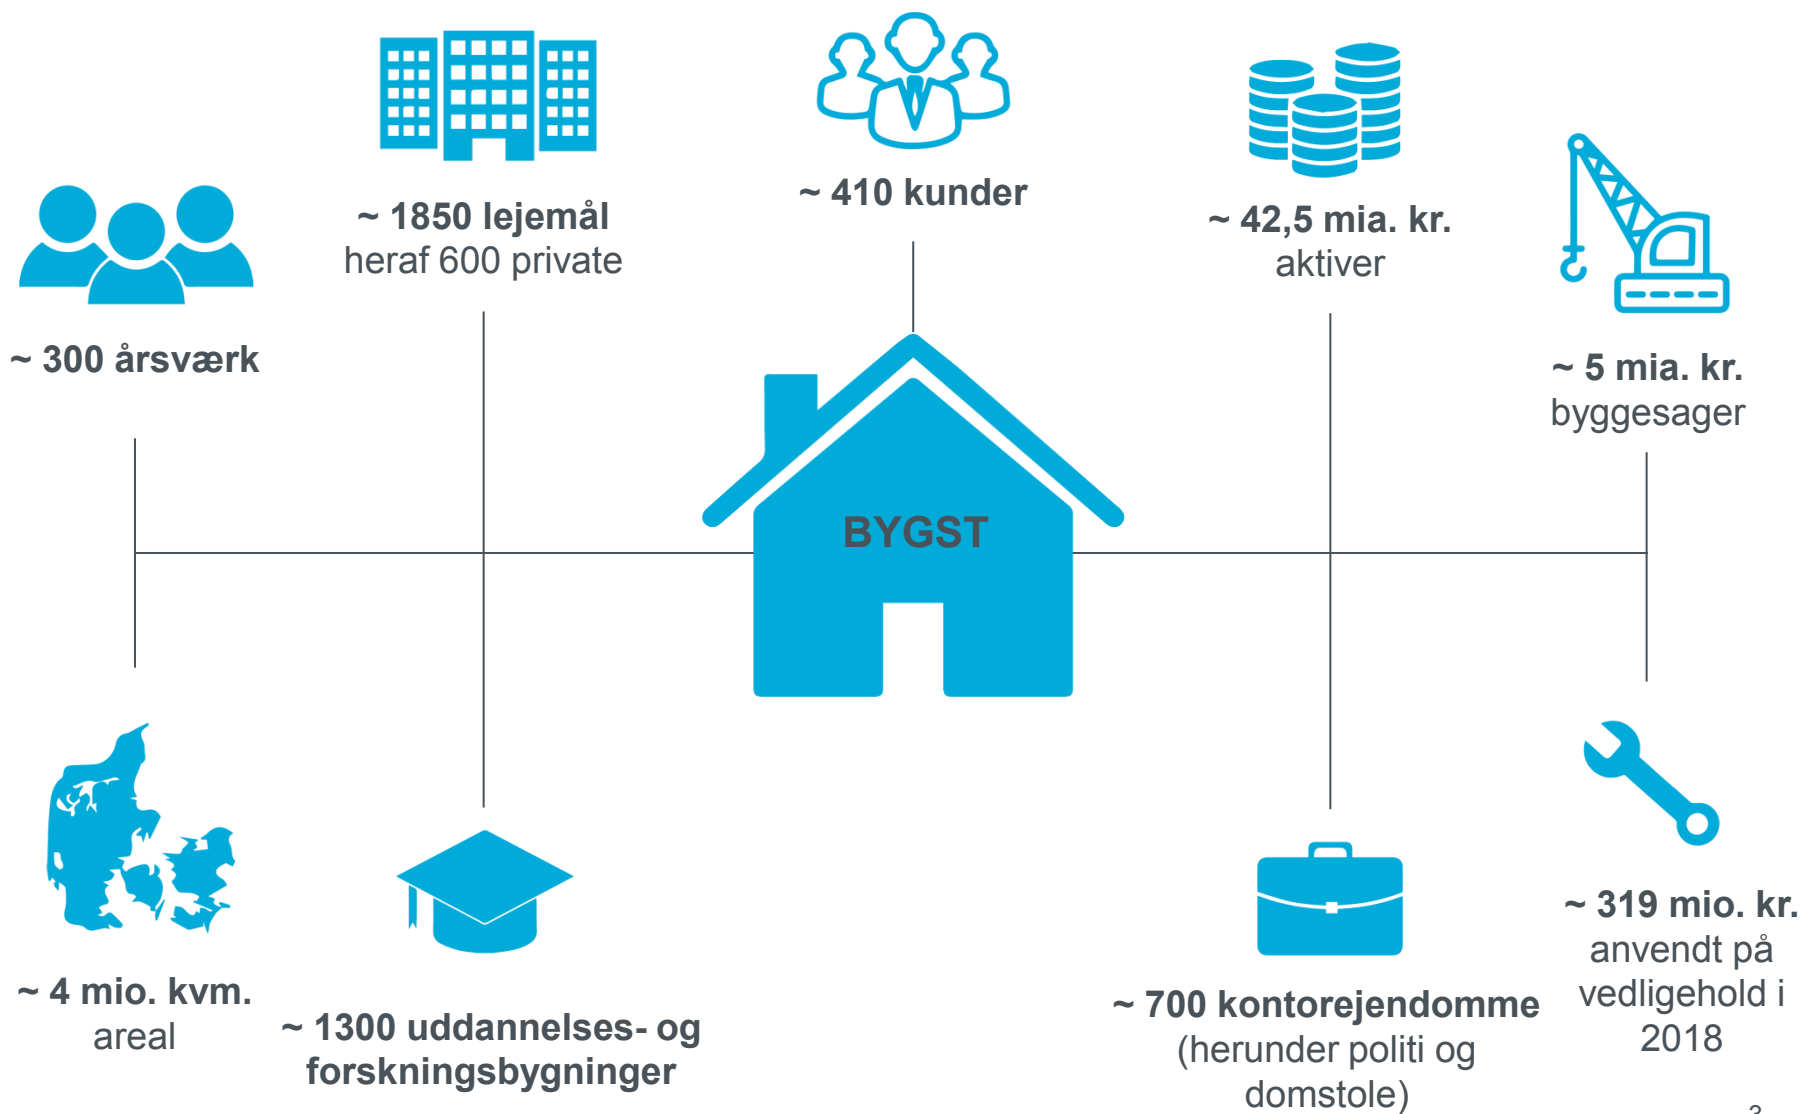 ~ 300 årsværk
~ 1850 lejemål
heraf 600 private
~ 410 kunder
~ 42,5 mia. kr.
aktiver
~ 5 mia. kr.
byggesager
BYGST
~ 4 mio. kvm.
areal
~ 1300 uddannelses- og
forskningsbygninger
~ 700 kontorejendomme
(herunder politi og
domstole)
~ 319 mio. kr.
anvendt på
vedligehold i
2018
3